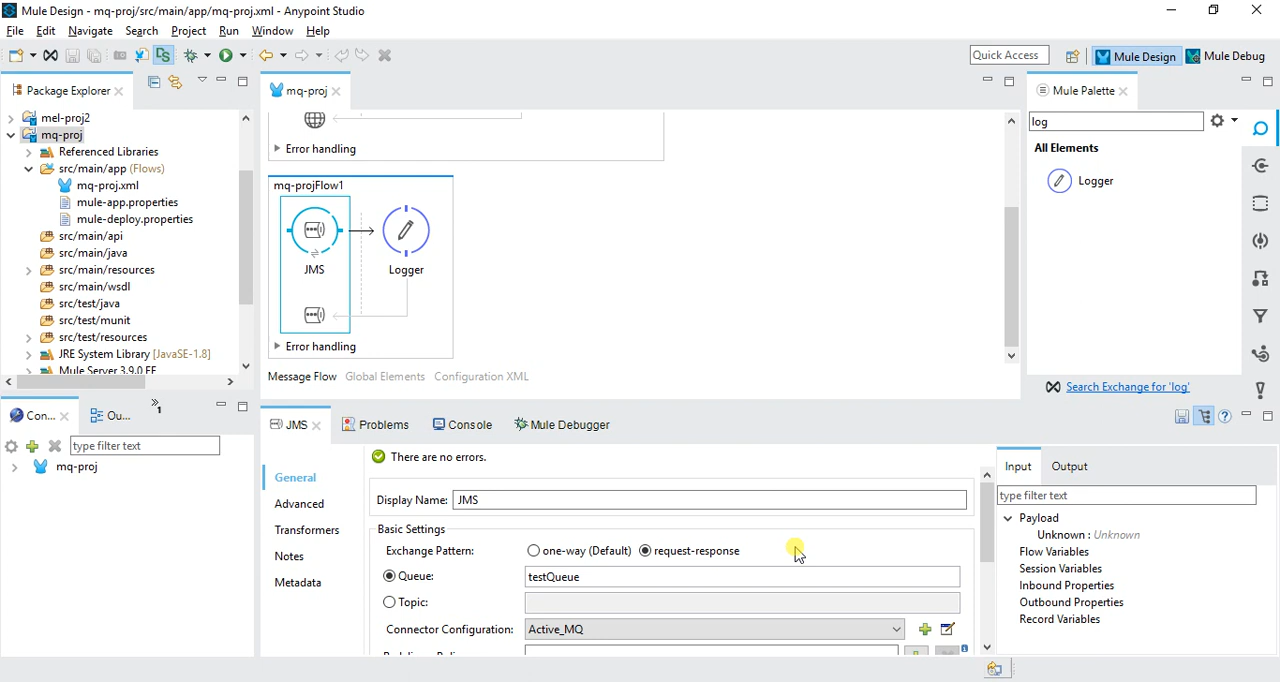 Mule Design - mq-proj/src/main/app/mq-proj.xml - Anypoint Studio
File Edit Navigate Search Project Run Window Help
Quick Access Mule Design Mule Debug
Package Explorer
mel-proj2
mq-proj
Referenced Libraries
src/main/app (Flows)
mq-proj.xml
mule-app.properties
mule-deploy.properties
src/main/api
src/main/java
src/main/resources
src/main/wsdl
src/test/java
src/test/munit
src/test/resources
JRE System Library [JavaSE-1.8]
Mule Server 3.9.0 EE
mq-proj
Error handling
mq-projFlow1
JMS Logger
Error handling
Message Flow Global Elements Configuration XML
Mule Palette
log
All Elements
Logger
Search Exchange for 'log'
Con... Ou... »1
type filter text
mq-proj
JMS Problems Console Mule Debugger
General
Advanced
Transformers
Notes
Metadata
There are no errors.
Display Name: JMS
Basic Settings
Exchange Pattern: one-way (Default) request-response
Queue: testQueue
Topic:
Connector Configuration: Active_MQ
Input Output
type filter text
Payload
Unknown : Unknown
Flow Variables
Session Variables
Inbound Properties
Outbound Properties
Record Variables